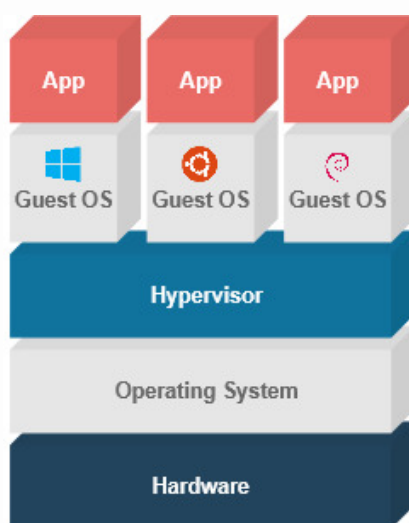 App App App
Guest OS Guest OS Guest OS
Hypervisor
Operating System
Hardware